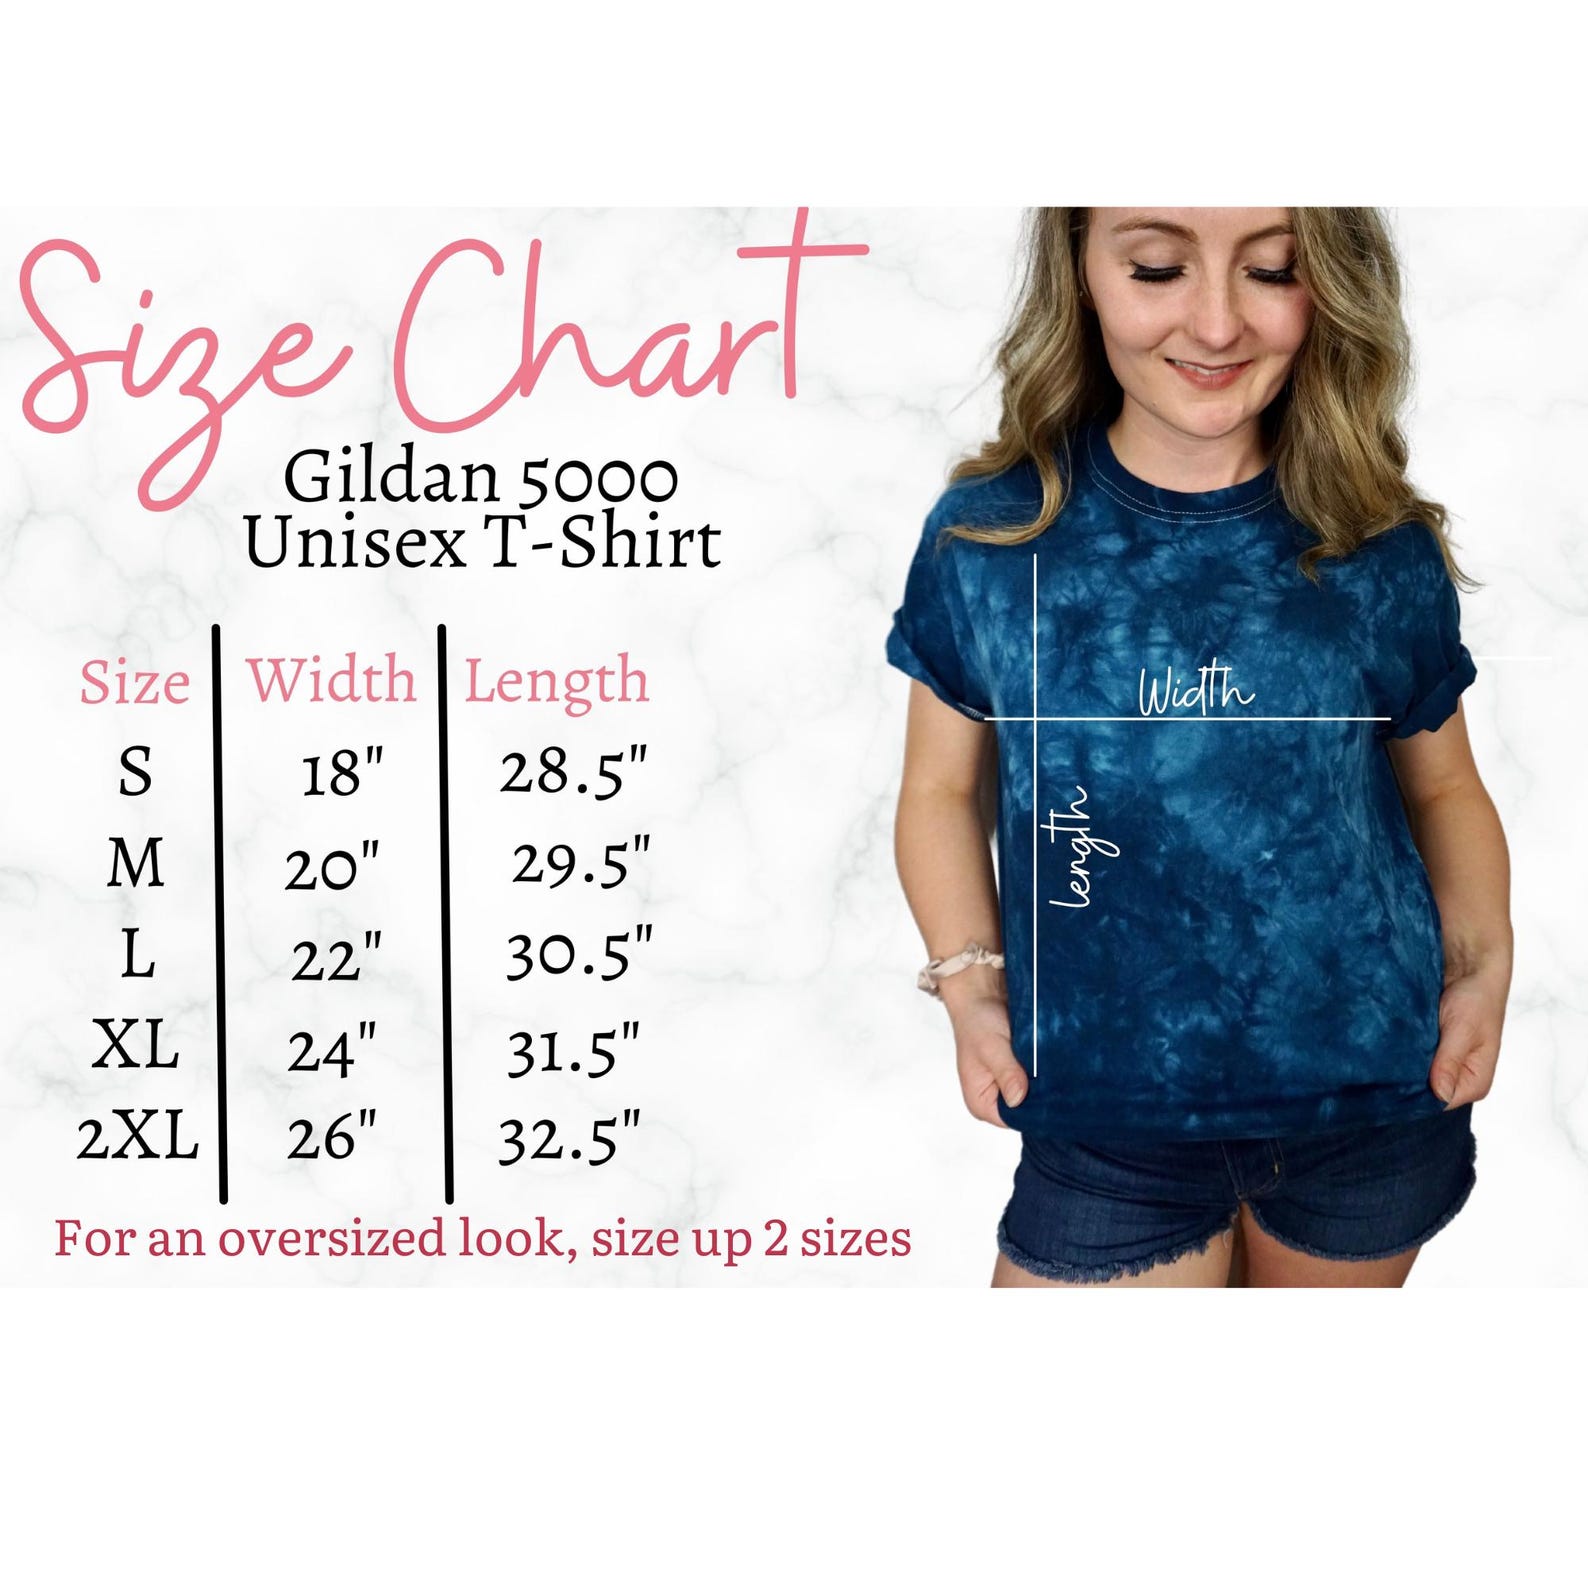 Size Chart
Gildan 5000
Unisex T-Shirt
Size Width Length
S 18" 28.5"
M 20" 29.5"
L 22" 30.5"
XL 24" 31.5"
2XL 26" 32.5"
For an oversized look, size up 2 sizes
Width
length